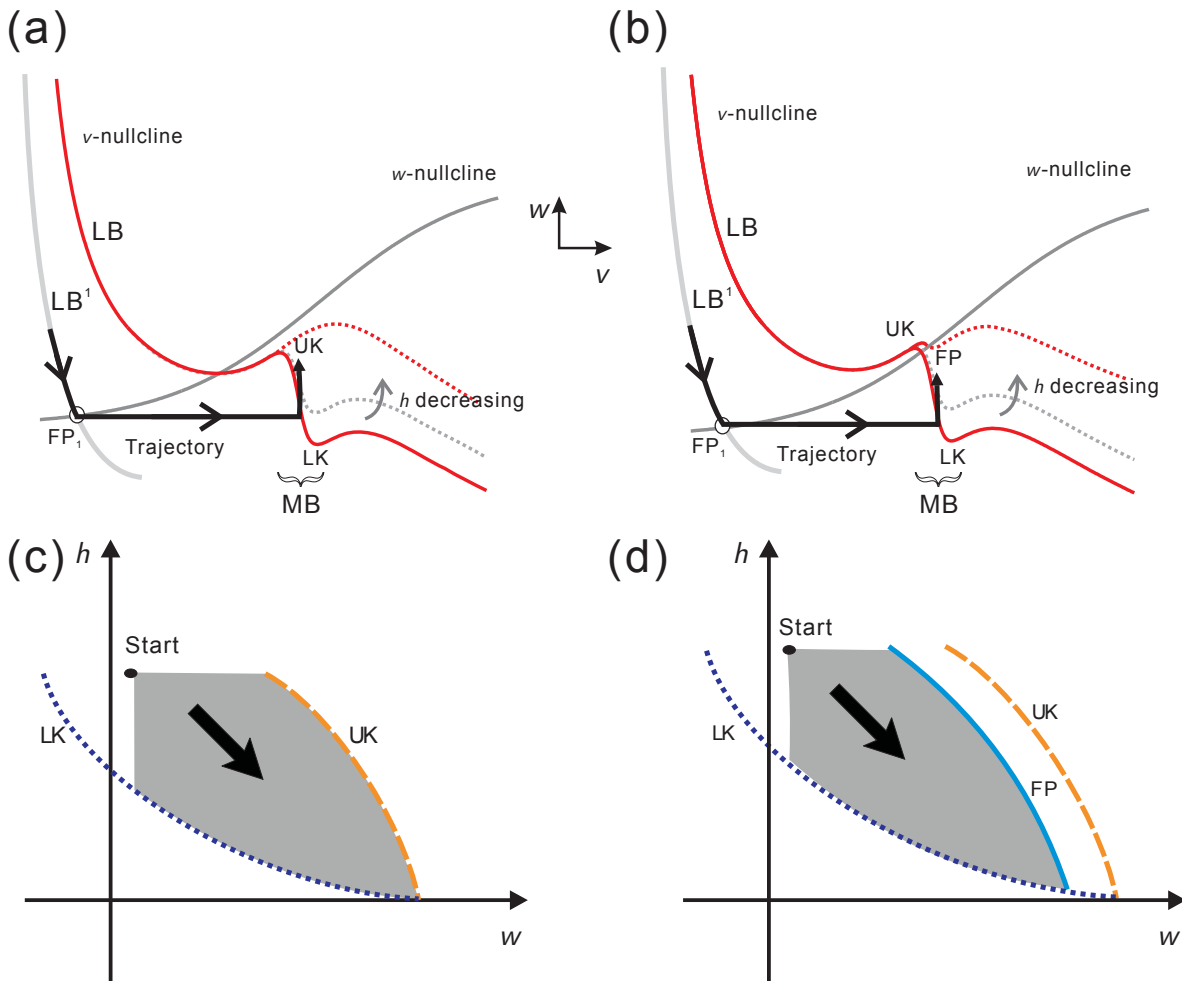 (a)
v-nullcline
w-nullcline
LB
LB¹
UK
h decreasing
FP₁
Trajectory
LK
MB
w
v
(b)
v-nullcline
w-nullcline
LB
LB¹
UK
FP
h decreasing
FP₁
Trajectory
LK
MB
(c)
h
Start
LK
UK
w
(d)
h
Start
LK
UK
FP
w